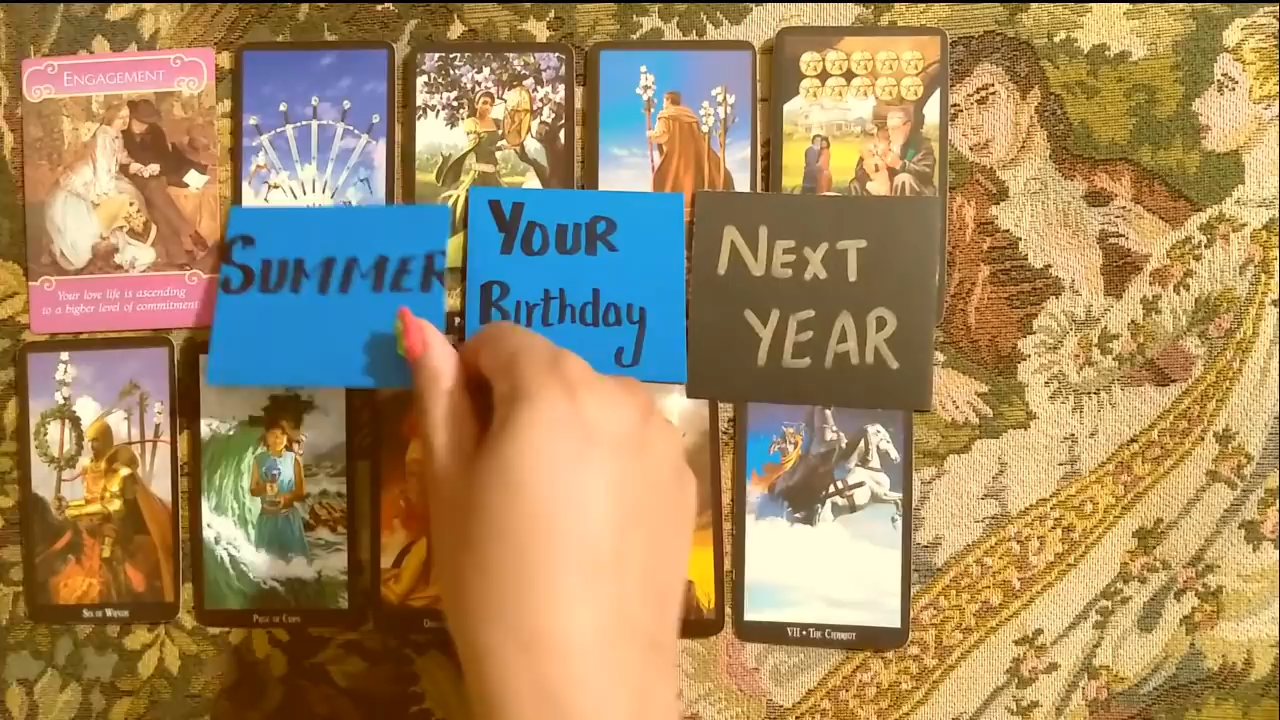 ENGAGEMENT
Your love life is ascending
to a higher level of commitment
SUMMER
YOUR
Birthday
NEXT
YEAR
SIX OF WANDS
PAGE OF CUPS
VII • THE CHARIOT